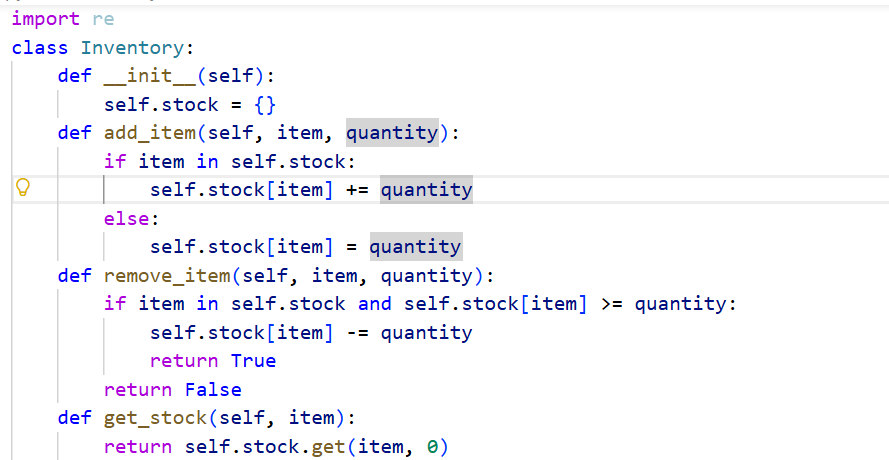 import re
class Inventory:
    def __init__(self):
        self.stock = {}
    def add_item(self, item, quantity):
        if item in self.stock:
            self.stock[item] += quantity
        else:
            self.stock[item] = quantity
    def remove_item(self, item, quantity):
        if item in self.stock and self.stock[item] >= quantity:
            self.stock[item] -= quantity
            return True
        return False
    def get_stock(self, item):
        return self.stock.get(item, 0)